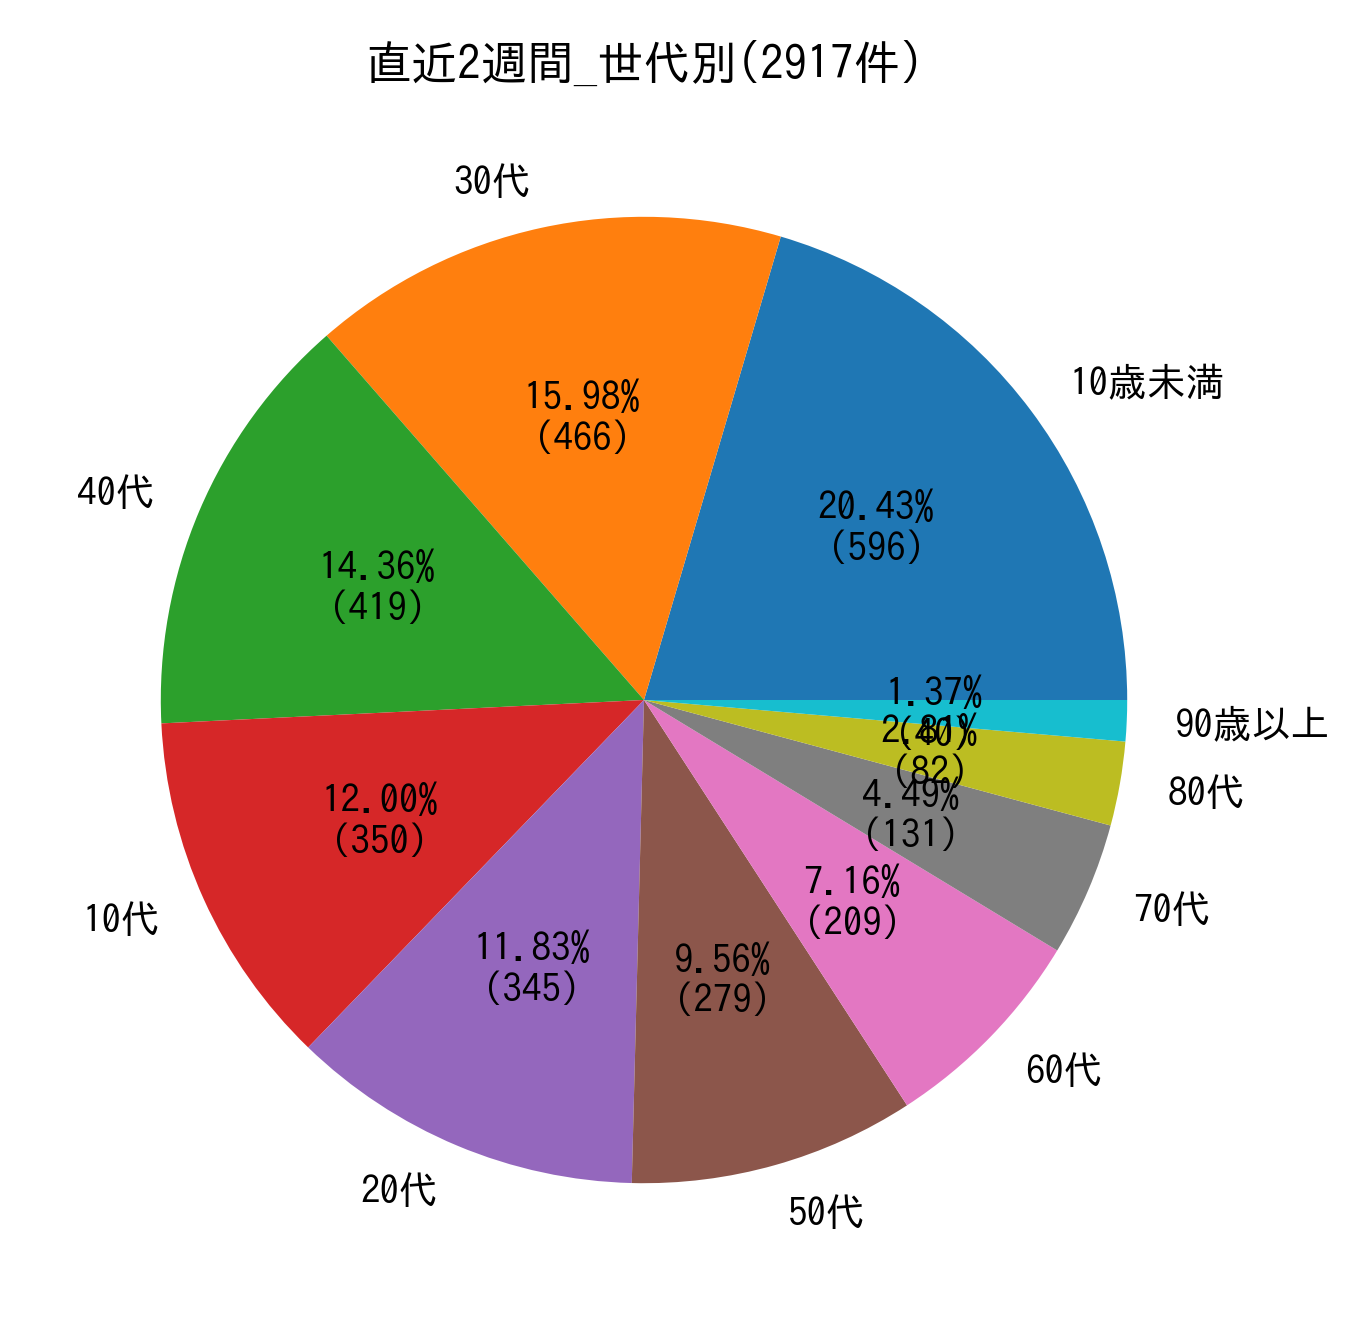 直近2週間_世代別(2917件)
30代
10歳未満
15.98%
(466)
20.43%
(596)
40代
14.36%
(419)
1.37%
(40)
90歳以上
2.81%
(82)
80代
4.49%
(131)
70代
12.00%
(350)
10代
7.16%
(209)
11.83%
(345)
9.56%
(279)
60代
20代
50代